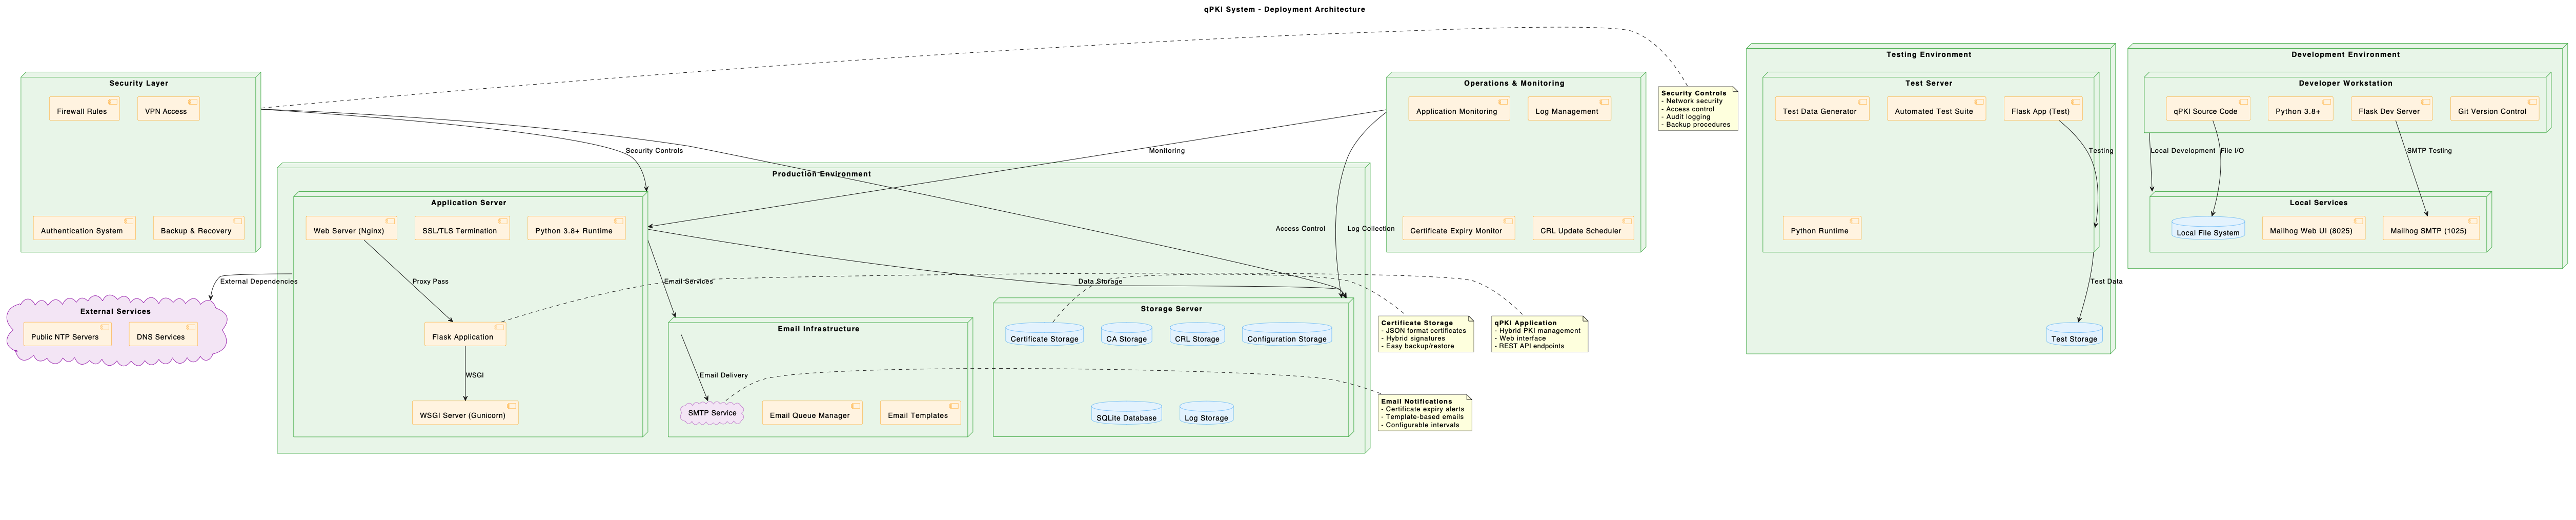 qPKI System - Deployment Architecture
Security Layer
Firewall Rules
VPN Access
Authentication System
Backup & Recovery
External Dependencies
External Services
Public NTP Servers
DNS Services
Security Controls
Production Environment
Application Server
Web Server (Nginx)
SSL/TLS Termination
Python 3.8+ Runtime
Proxy Pass
Flask Application
WSGI
WSGI Server (Gunicorn)
Email Services
Email Infrastructure
Email Delivery
SMTP Service
Email Queue Manager
Email Templates
Monitoring
Access Control
Log Collection
Data Storage
Storage Server
Certificate Storage
CA Storage
CRL Storage
Configuration Storage
SQLite Database
Log Storage
Operations & Monitoring
Application Monitoring
Log Management
Certificate Expiry Monitor
CRL Update Scheduler
Security Controls
- Network security
- Access control
- Audit logging
- Backup procedures
Certificate Storage
- JSON format certificates
- Hybrid signatures
- Easy backup/restore
qPKI Application
- Hybrid PKI management
- Web interface
- REST API endpoints
Email Notifications
- Certificate expiry alerts
- Template-based emails
- Configurable intervals
Testing Environment
Test Server
Test Data Generator
Automated Test Suite
Flask App (Test)
Testing
Python Runtime
Test Data
Test Storage
Development Environment
Developer Workstation
qPKI Source Code
Python 3.8+
Flask Dev Server
Git Version Control
Local Development
File I/O
SMTP Testing
Local Services
Local File System
Mailhog Web UI (8025)
Mailhog SMTP (1025)